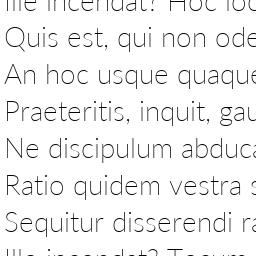 Ille incendat? Hoc loc
Quis est, qui non ode
An hoc usque quaque
Praeteritis, inquit, gau
Ne discipulum abduca
Ratio quidem vestra s
Sequitur disserendi ra
Ille incendat? Tecum